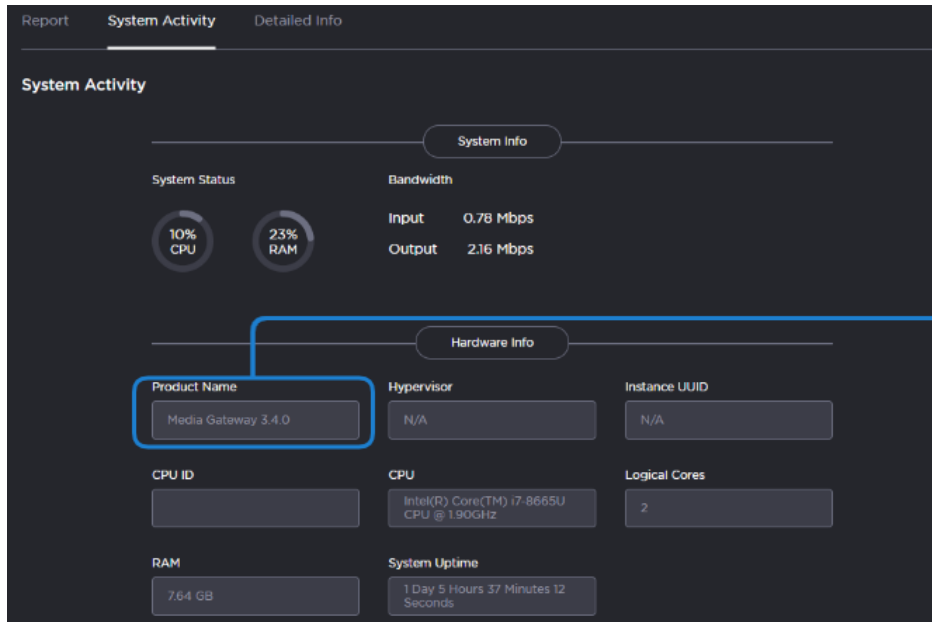 Report System Activity Detailed Info
System Activity
System Info
System Status
Bandwidth
10%
CPU
23%
RAM
Input 0.78 Mbps
Output 2.16 Mbps
Hardware Info
Product Name
Hypervisor
Instance UUID
Media Gateway 3.4.0
N/A
N/A
CPU ID
CPU
Logical Cores
Intel(R) Core(TM) i7-8665U
CPU @ 1.90GHz
2
RAM
System Uptime
7.64 GB
1 Day 5 Hours 37 Minutes 12
Seconds